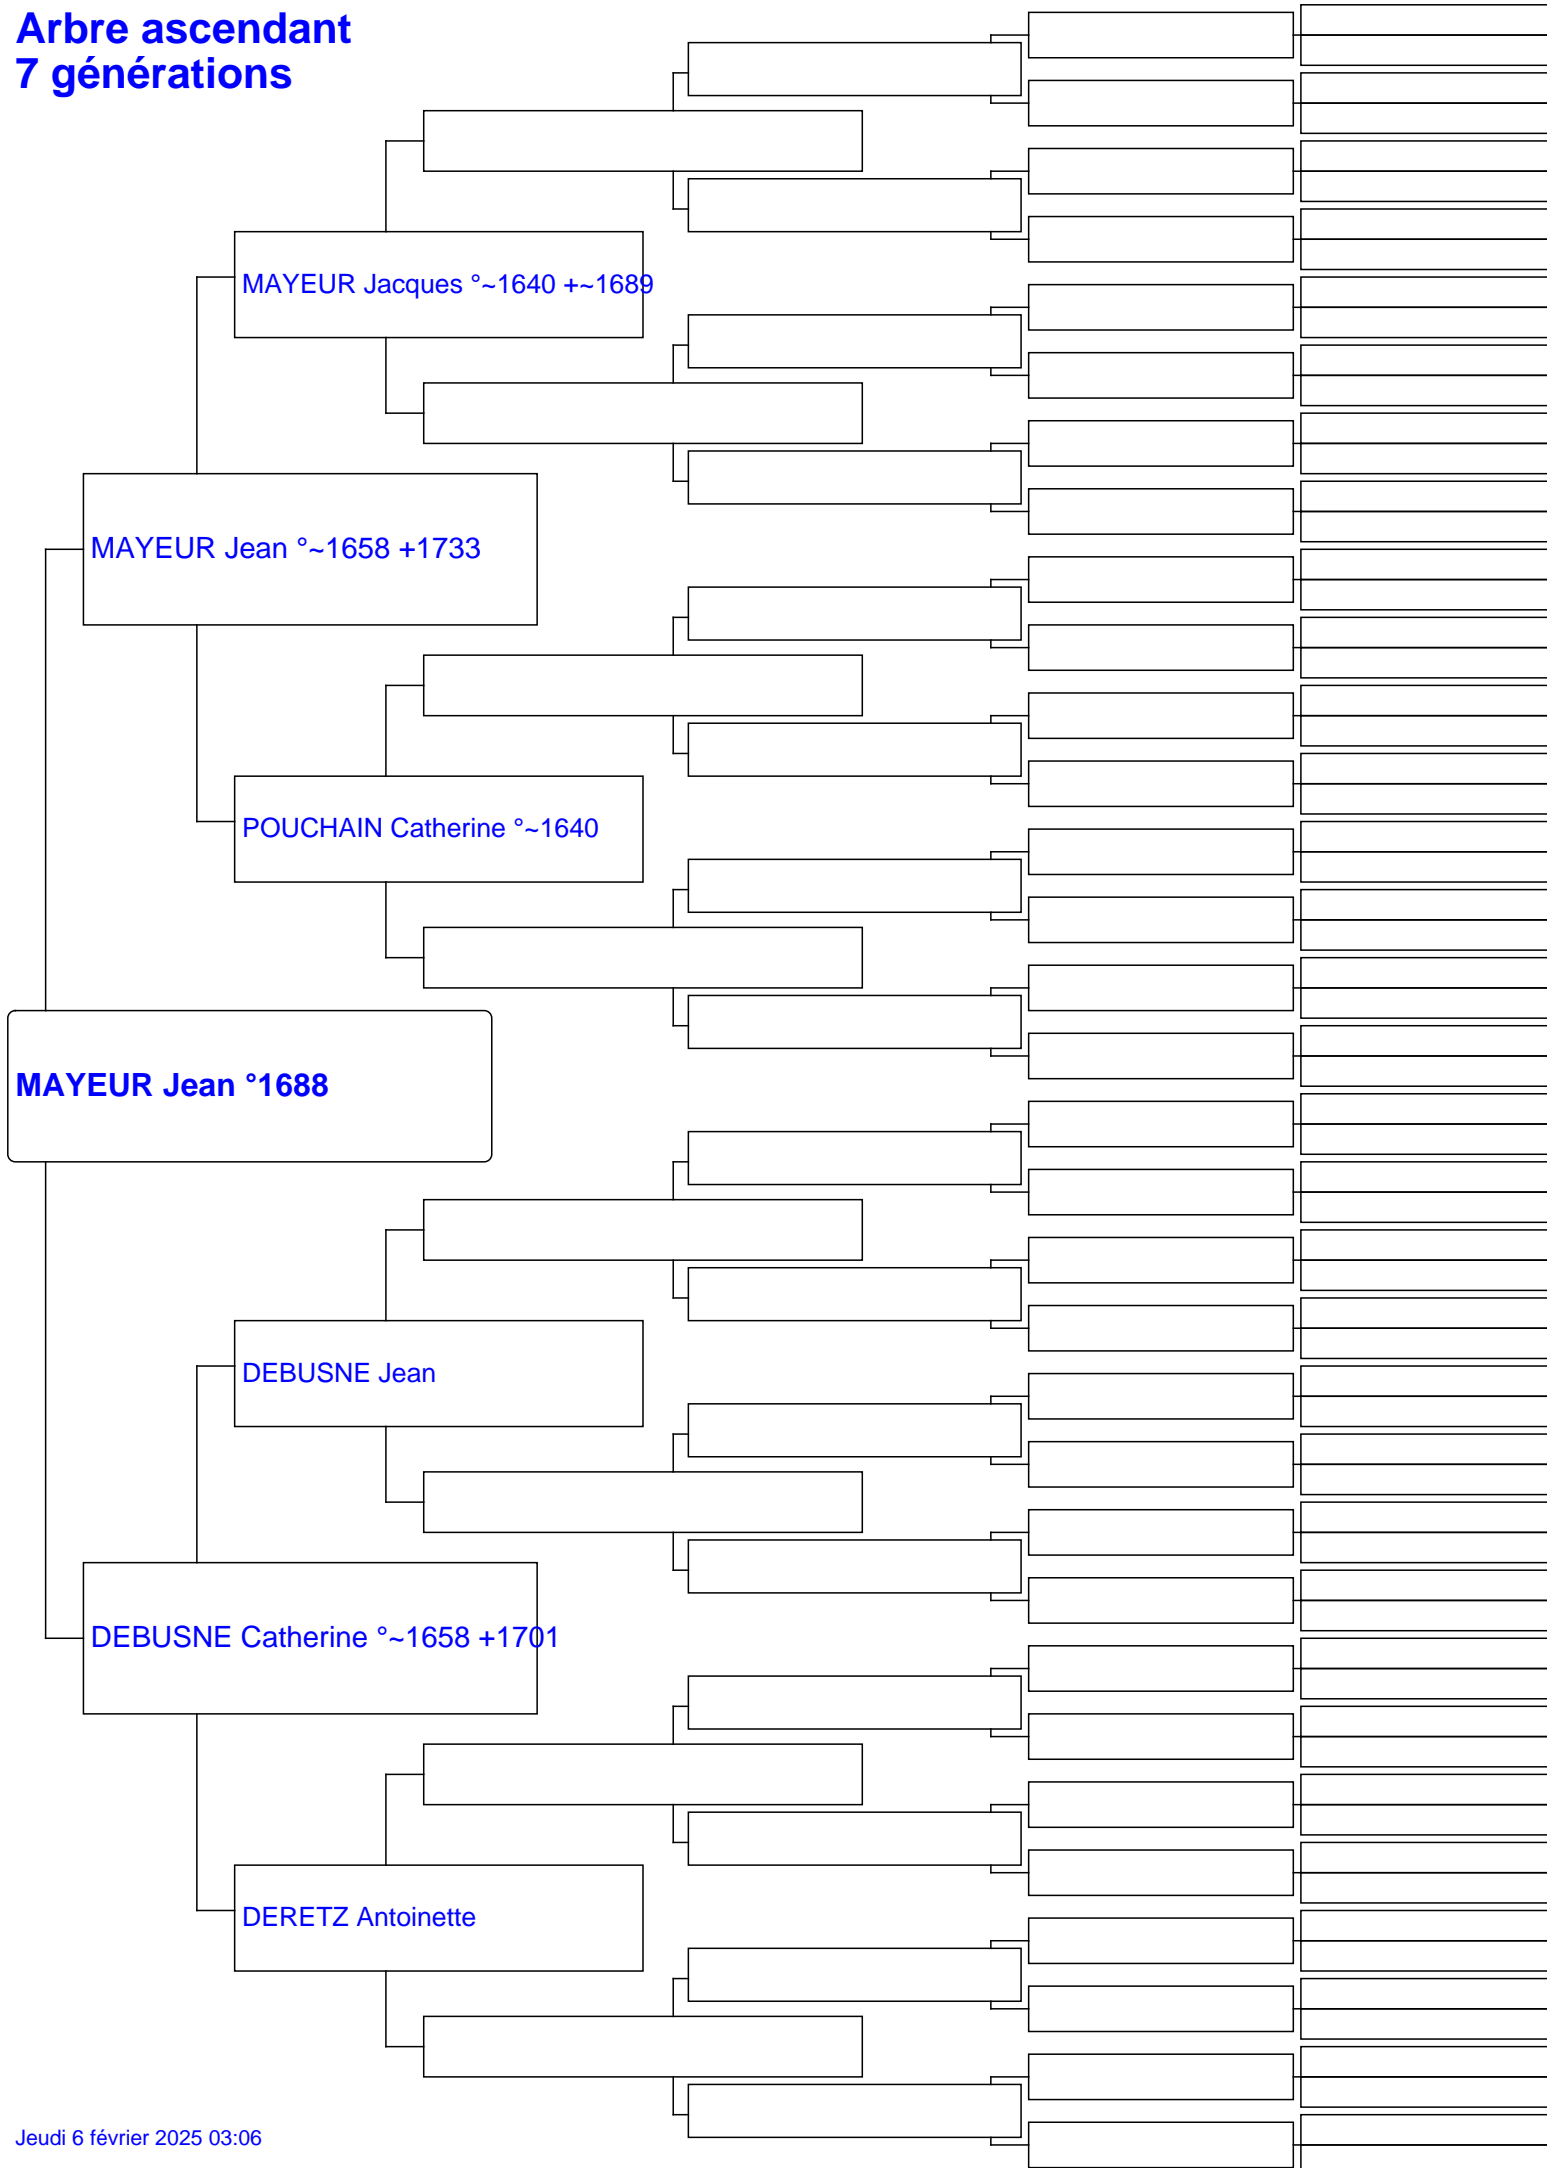 Arbre ascendant
7 générations
MAYEUR Jacques °~1640 +~1689
MAYEUR Jean °~1658 +1733
POUCHAIN Catherine °~1640
MAYEUR Jean °1688
DEBUSNE Jean
DEBUSNE Catherine °~1658 +1701
DERETZ Antoinette
Jeudi 6 février 2025 03:06